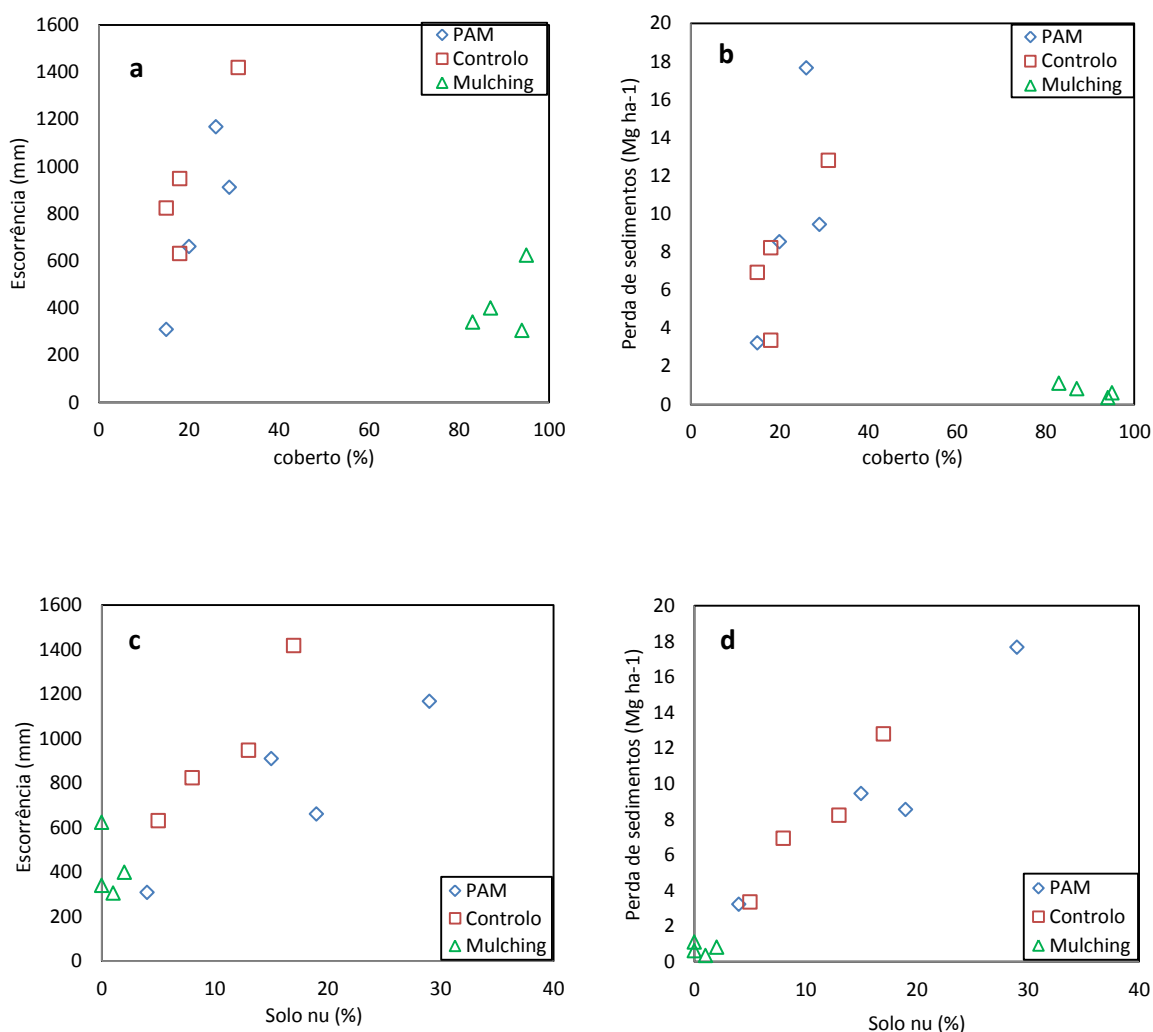 a
Escorrência (mm)
1600
1400
1200
1000
800
600
400
200
0
0 20 40 60 80 100
coberto (%)
PAM
Controlo
Mulching
b
Perda de sedimentos (Mg ha-1)
20
18
16
14
12
10
8
6
4
2
0
0 20 40 60 80 100
coberto (%)
PAM
Controlo
Mulching
c
Escorrência (mm)
1600
1400
1200
1000
800
600
400
200
0
0 10 20 30 40
Solo nu (%)
PAM
Controlo
Mulching
d
Perda de sedimentos (Mg ha-1)
20
18
16
14
12
10
8
6
4
2
0
0 10 20 30 40
Solo nu (%)
PAM
Controlo
Mulching